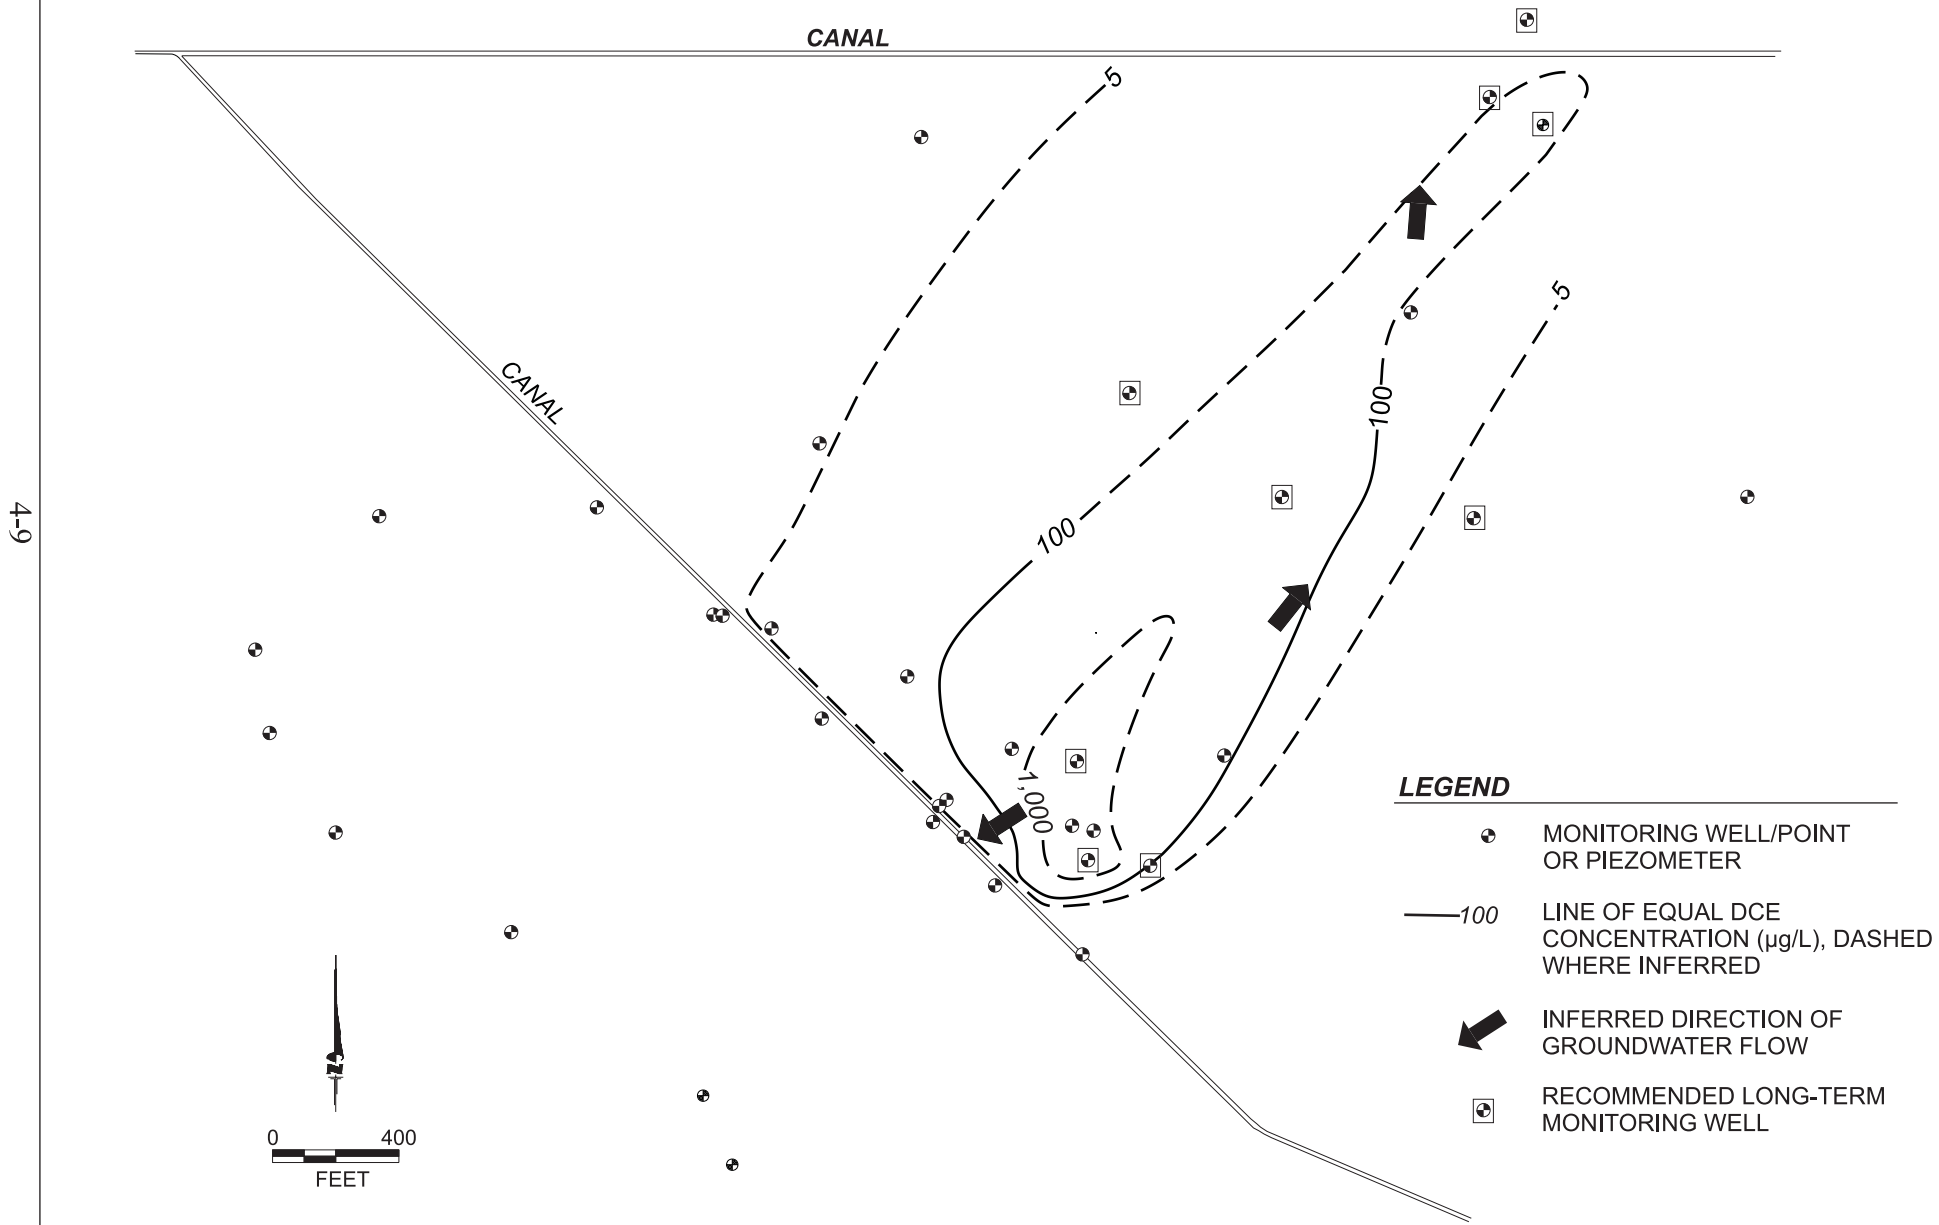 CANAL
5
5
CANAL
100
100
1,000
4-9
LEGEND
MONITORING WELL/POINT
OR PIEZOMETER
100
LINE OF EQUAL DCE
CONCENTRATION (µg/L), DASHED
WHERE INFERRED
INFERRED DIRECTION OF
GROUNDWATER FLOW
RECOMMENDED LONG-TERM
MONITORING WELL
N
0 400
FEET